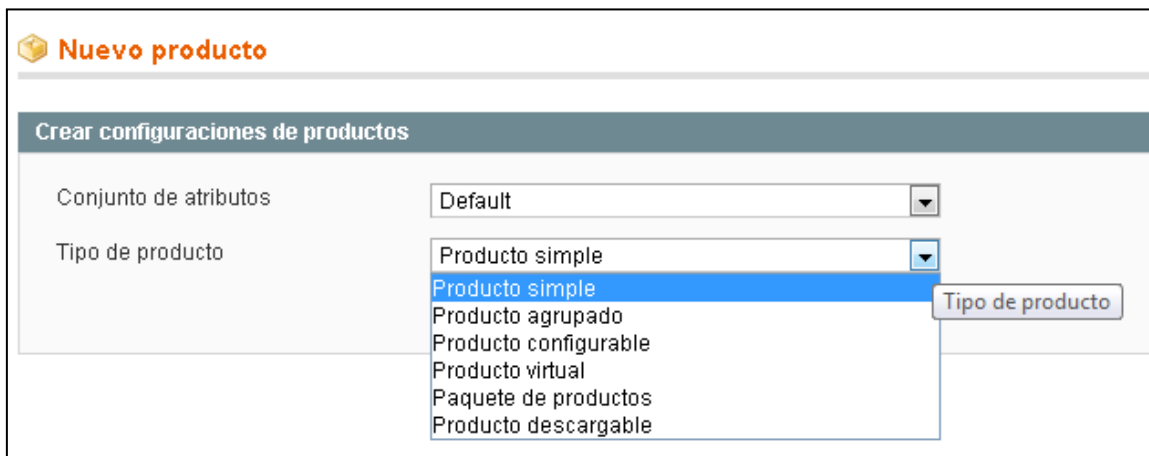 Nuevo producto
Crear configuraciones de productos
Conjunto de atributos Default
Tipo de producto Producto simple
Producto simple
Tipo de producto
Producto agrupado
Producto configurable
Producto virtual
Paquete de productos
Producto descargable